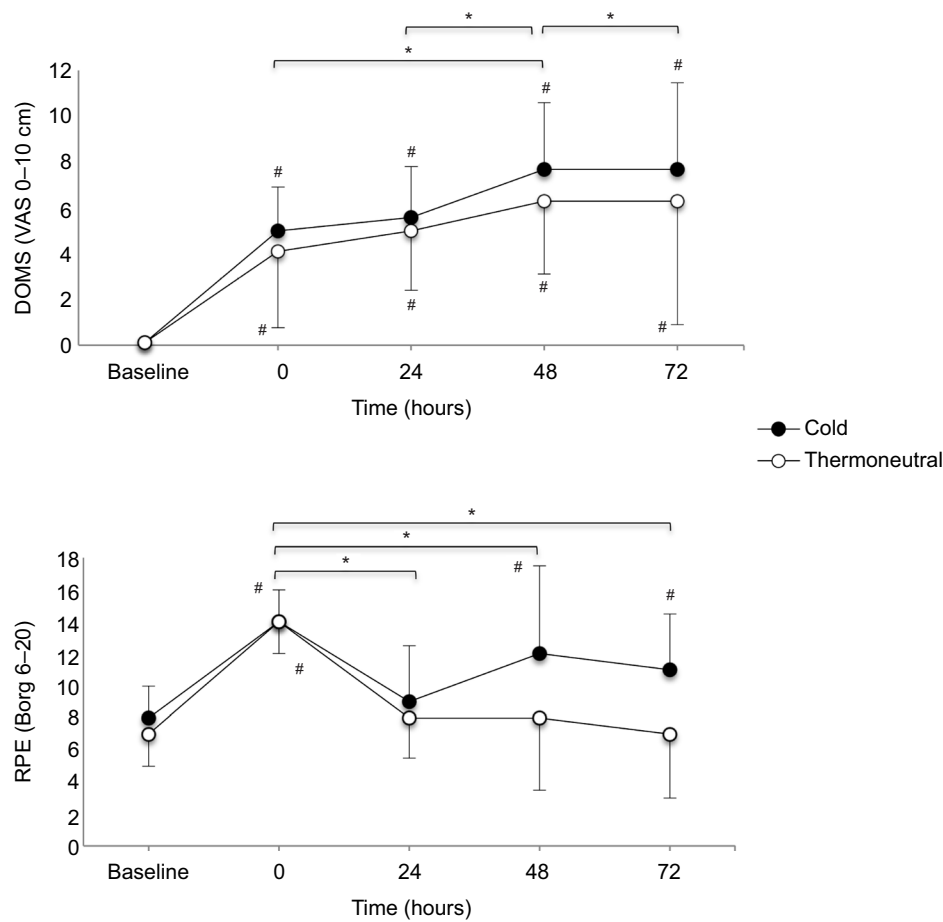 * *
*
DOMS (VAS 0–10 cm)
12
10
8
6
4
2
0
# # # #
# # # #
Baseline 0 24 48 72
Time (hours)
Cold
Thermoneutral
*
*
*
RPE (Borg 6–20)
18
16
14
12
10
8
6
4
2
0
# # #
#
Baseline 0 24 48 72
Time (hours)